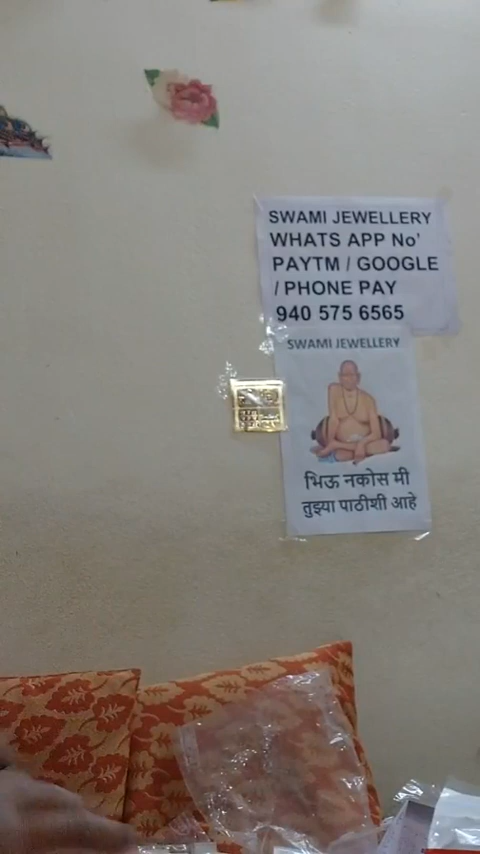 SWAMI JEWELLERY
WHATS APP No'
PAYTM / GOOGLE
/ PHONE PAY
940 575 6565
SWAMI JEWELLERY
भिऊ नकोस मी
तुझ्या पाठीशी आहे